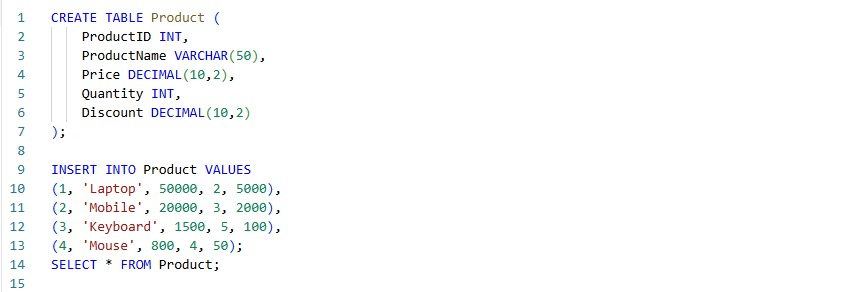 1 CREATE TABLE Product (
2 ProductID INT,
3 ProductName VARCHAR(50),
4 Price DECIMAL(10,2),
5 Quantity INT,
6 Discount DECIMAL(10,2)
7 );
8
9 INSERT INTO Product VALUES
10 (1, 'Laptop', 50000, 2, 5000),
11 (2, 'Mobile', 20000, 3, 2000),
12 (3, 'Keyboard', 1500, 5, 100),
13 (4, 'Mouse', 800, 4, 50);
14 SELECT * FROM Product;
15